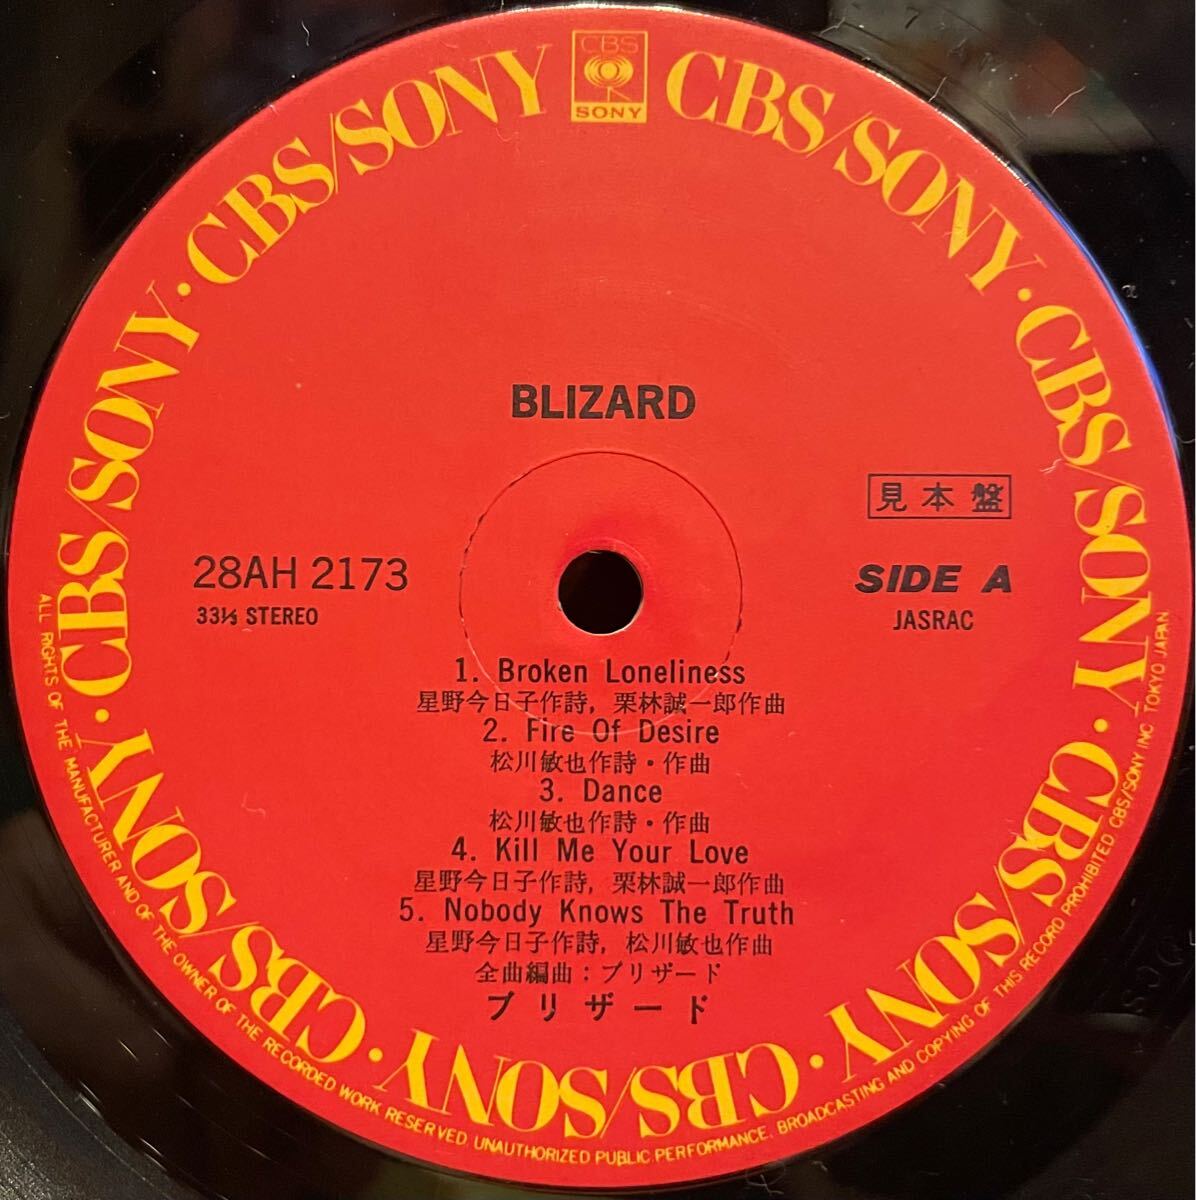 CBS
SONY
CBS/SONY · CBS/SONY · CBS/SONY · CBS/SONY · CBS/SONY · CBS/SONY · CBS/SONY · CBS/SONY · CBS/SONY
BLIZARD
見本盤
28AH 2173
SIDE A
33⅓ STEREO
JASRAC
1. Broken Loneliness
星野今日子作詩, 栗林誠一郎作曲
2. Fire Of Desire
松川敏也作詩・作曲
3. Dance
松川敏也作詩・作曲
4. Kill Me Your Love
星野今日子作詩, 栗林誠一郎作曲
5. Nobody Knows The Truth
星野今日子作詩, 松川敏也作曲
全曲編曲：ブリザード
ブリザード
ALL RIGHTS OF THE MANUFACTURER AND OF THE OWNER OF THE RECORDED WORK RESERVED. UNAUTHORIZED PUBLIC PERFORMANCE, BROADCASTING AND COPYING OF THIS RECORD PROHIBITED CBS/SONY INC. TOKYO JAPAN